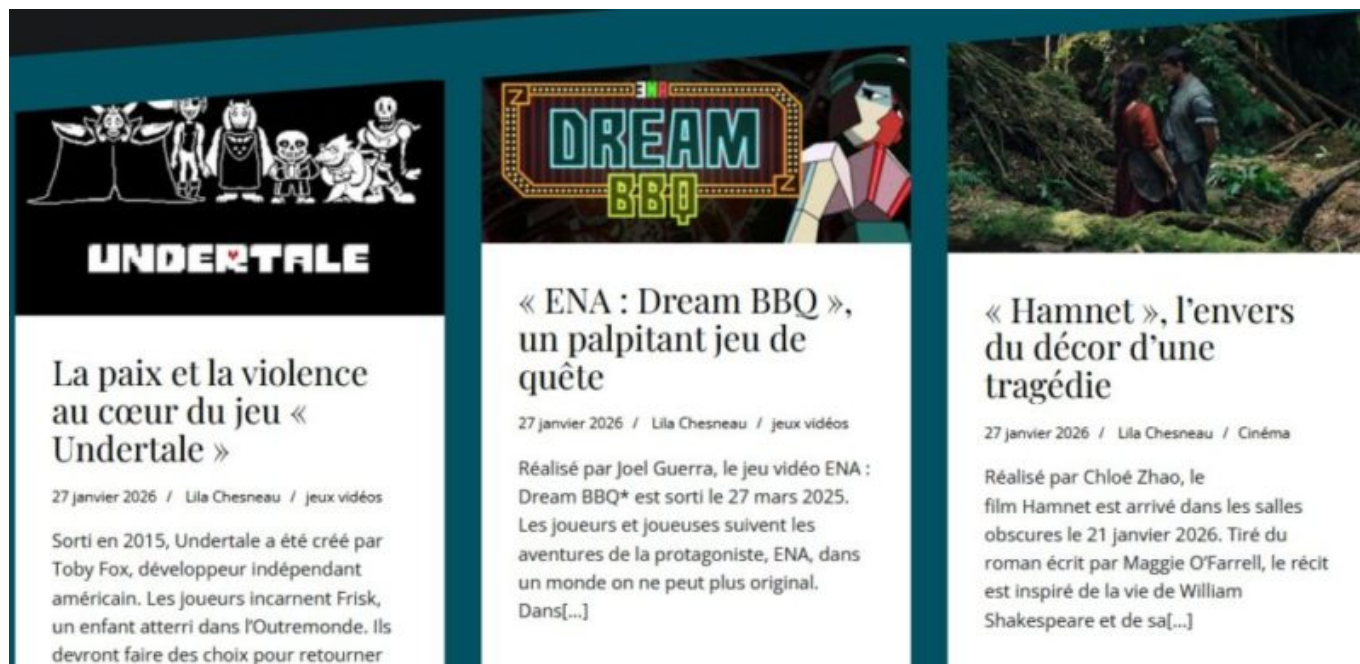 UNDERTALE
La paix et la violence
au cœur du jeu «
Undertale »
27 janvier 2026 / Lila Chesneau / jeux vidéos
Sorti en 2015, Undertale a été créé par
Toby Fox, développeur indépendant
américain. Les joueurs incarnent Frisk,
un enfant atterri dans l’Outremonde. Ils
devront faire des choix pour retourner
ENA
DREAM
BBQ
« ENA : Dream BBQ »,
un palpitant jeu de
quête
27 janvier 2026 / Lila Chesneau / jeux vidéos
Réalisé par Joel Guerra, le jeu vidéo ENA :
Dream BBQ* est sorti le 27 mars 2025.
Les joueurs et joueuses suivent les
aventures de la protagoniste, ENA, dans
un monde on ne peut plus original.
Dans[...]
« Hamnet », l’envers
du décor d’une
tragédie
27 janvier 2026 / Lila Chesneau / Cinéma
Réalisé par Chloé Zhao, le
film Hamnet est arrivé dans les salles
obscures le 21 janvier 2026. Tiré du
roman écrit par Maggie O’Farrell, le récit
est inspiré de la vie de William
Shakespeare et de sa[...]